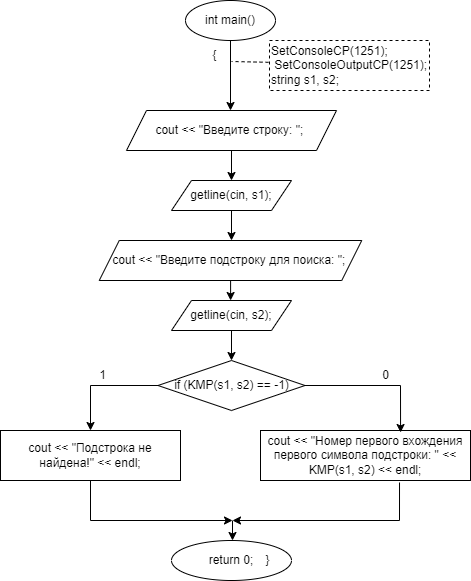 int main()
{
SetConsoleCP(1251);
SetConsoleOutputCP(1251);
string s1, s2;
cout << "Введите строку: ";
getline(cin, s1);
cout << "Введите подстроку для поиска: ";
getline(cin, s2);
if (KMP(s1, s2) == -1)
1
0
cout << "Подстрока не
найдена!" << endl;
cout << "Номер первого вхождения
первого символа подстроки: " <<
KMP(s1, s2) << endl;
return 0; }